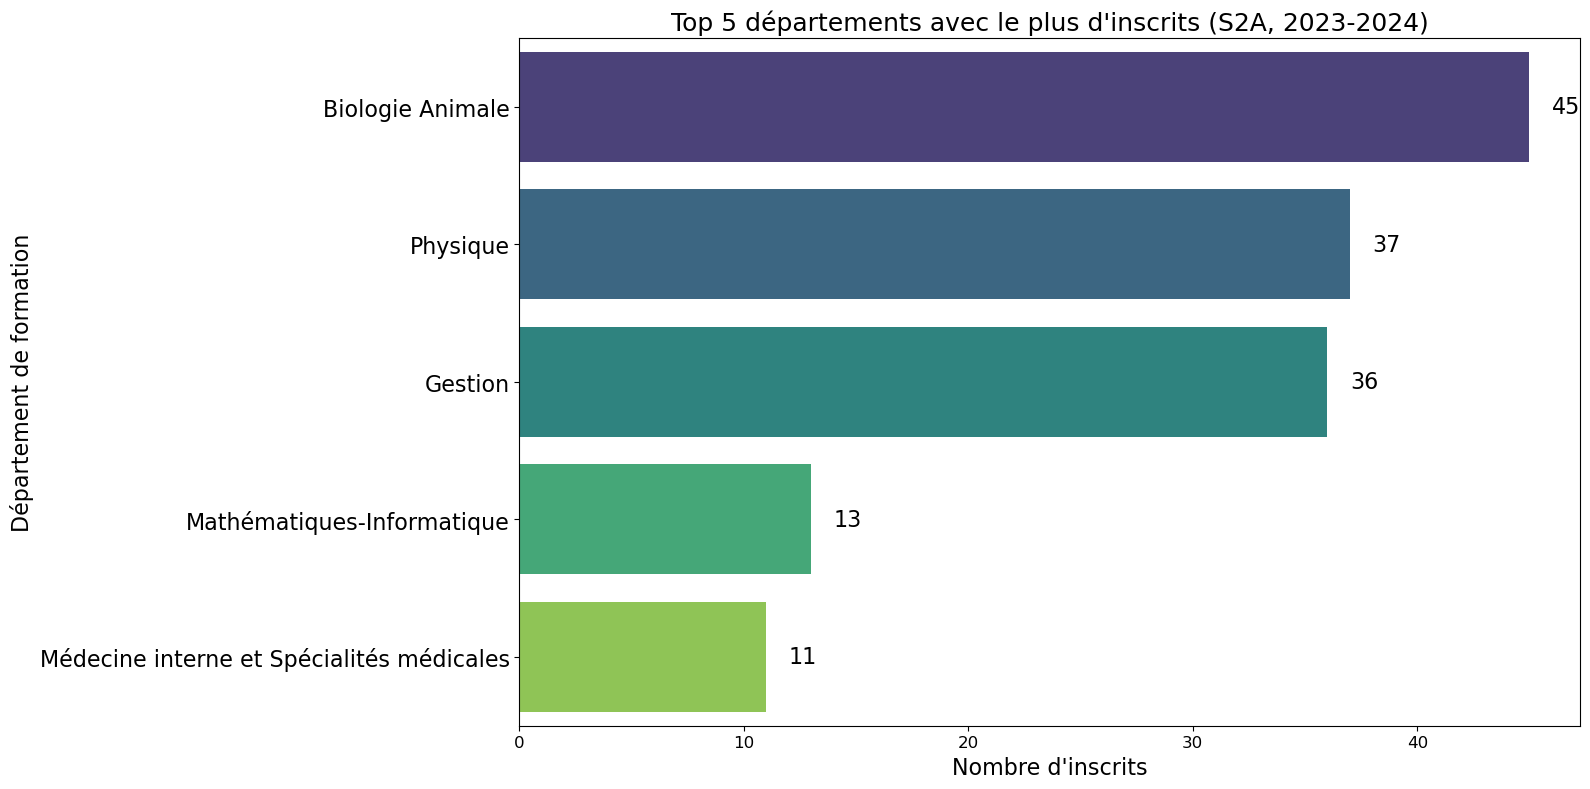 Top 5 départements avec le plus d'inscrits (S2A, 2023-2024)
Département de formation
Biologie Animale
45
Physique
37
Gestion
36
Mathématiques-Informatique
13
Médecine interne et Spécialités médicales
11
0
10
20
30
40
Nombre d'inscrits